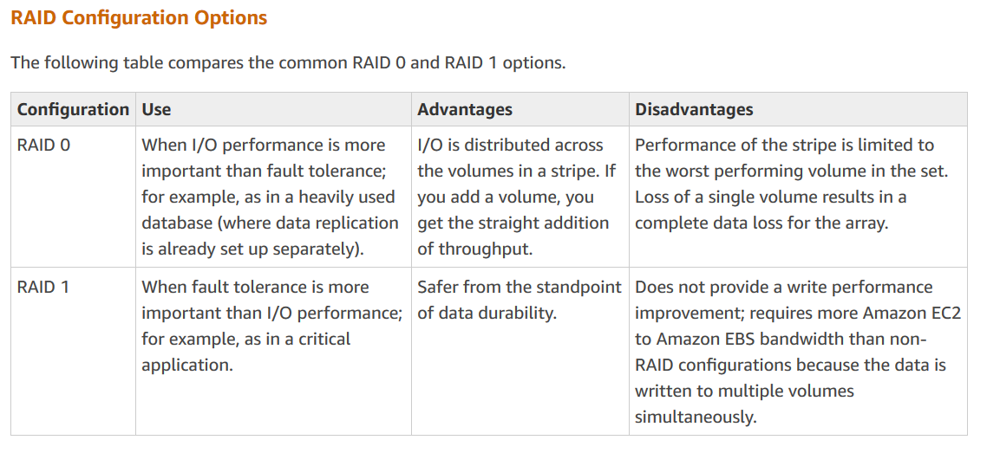 RAID Configuration Options
The following table compares the common RAID 0 and RAID 1 options.
Configuration Use Advantages Disadvantages
RAID 0
When I/O performance is more
important than fault tolerance;
for example, as in a heavily used
database (where data replication
is already set up separately).
I/O is distributed across
the volumes in a stripe. If
you add a volume, you
get the straight addition
of throughput.
Performance of the stripe is limited to
the worst performing volume in the set.
Loss of a single volume results in a
complete data loss for the array.
RAID 1
When fault tolerance is more
important than I/O performance;
for example, as in a critical
application.
Safer from the standpoint
of data durability.
Does not provide a write performance
improvement; requires more Amazon EC2
to Amazon EBS bandwidth than non-
RAID configurations because the data is
written to multiple volumes
simultaneously.